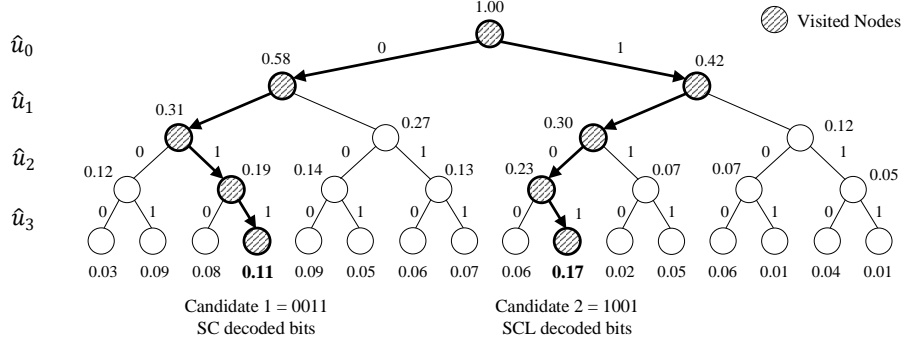 1.00
Visited Nodes
û₀ 0 1
0.58 0.42
û₁
0.31 0.27 0.30 0.12
û₂ 0 1 0 1 0 1 0 1
0.12 0.19 0.14 0.13 0.23 0.07 0.07 0.05
û₃ 0 1 0 1 0 1 0 1 0 1 0 1 0 1 0 1
0.03 0.09 0.08 0.11 0.09 0.05 0.06 0.07 0.06 0.17 0.02 0.05 0.06 0.01 0.04 0.01
Candidate 1 = 0011 Candidate 2 = 1001
SC decoded bits SCL decoded bits